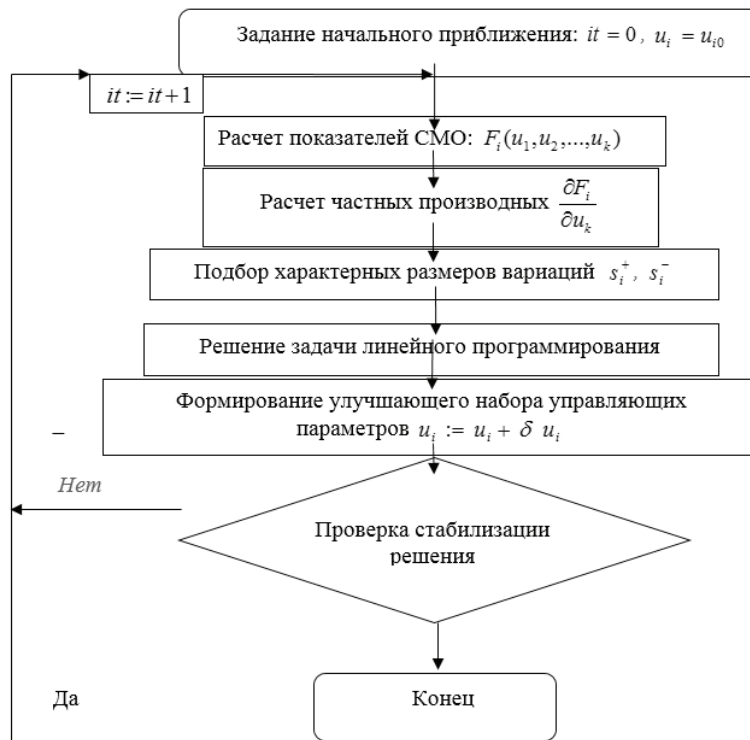 Задание начального приближения: it = 0 , u_i = u_{i0}
it := it + 1
Расчет показателей СМО: F_i(u_1,u_2,...,u_k)
Расчет частных производных ∂F_i/∂u_k
Подбор характерных размеров вариаций s_i^+, s_i^-
Решение задачи линейного программирования
Формирование улучшающего набора управляющих
параметров u_i := u_i + δ u_i
–
Нет
Проверка стабилизации
решения
Да
Конец